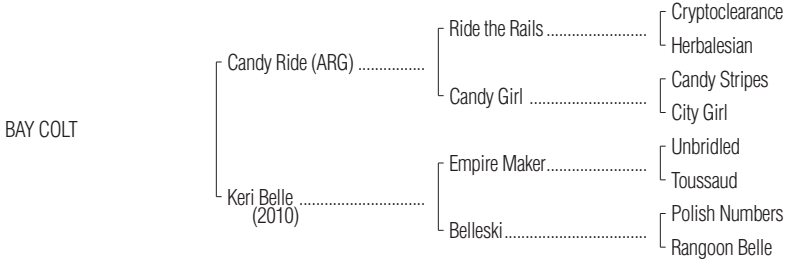 Cryptoclearance
Ride the Rails ........................
Herbalesian
Candy Ride (ARG) ................
Candy Stripes
Candy Girl ............................
City Girl
BAY COLT
Unbridled
Empire Maker........................
Toussaud
Keri Belle ..............................
(2010)
Polish Numbers
Belleski..................................
Rangoon Belle